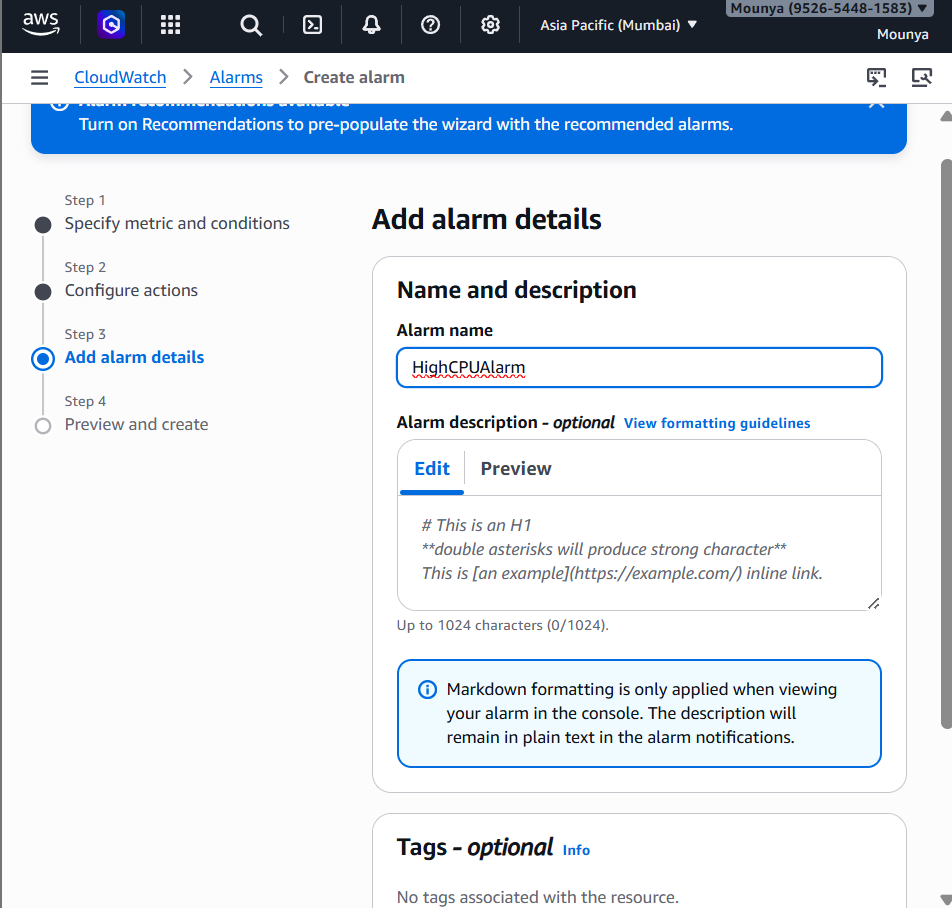 aws
Asia Pacific (Mumbai)
Mounya (9526-5448-1583)
Mounya
CloudWatch
Alarms
Create alarm
Alarm recommendations available
Turn on Recommendations to pre-populate the wizard with the recommended alarms.
Step 1
Specify metric and conditions
Step 2
Configure actions
Step 3
Add alarm details
Step 4
Preview and create
Add alarm details
Name and description
Alarm name
HighCPUAlarm
Alarm description - optional View formatting guidelines
Edit Preview
# This is an H1
**double asterisks will produce strong character**
This is [an example](https://example.com/) inline link.
Up to 1024 characters (0/1024).
Markdown formatting is only applied when viewing
your alarm in the console. The description will
remain in plain text in the alarm notifications.
Tags - optional Info
No tags associated with the resource.